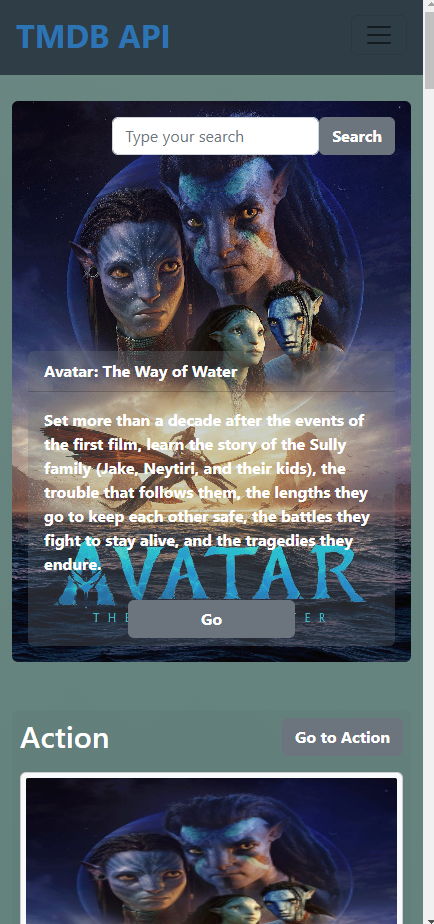 TMDB API
Type your search
Search
Avatar: The Way of Water
Set more than a decade after the events of
the first film, learn the story of the Sully
family (Jake, Neytiri, and their kids), the
trouble that follows them, the lengths they
go to keep each other safe, the battles they
fight to stay alive, and the tragedies they
endure.
AVATAR
Go
Action
Go to Action